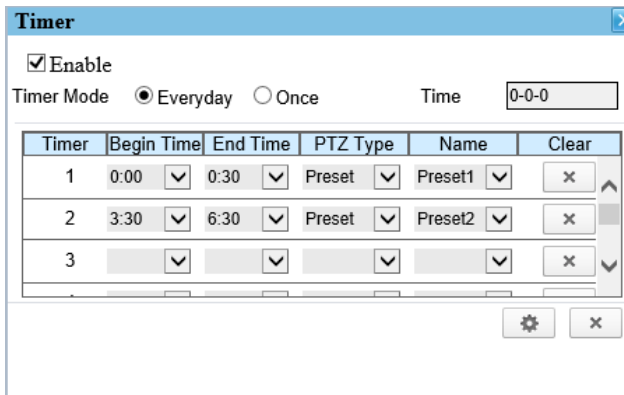 Timer
Enable
Timer Mode Everyday Once Time 0-0-0
Timer Begin Time End Time PTZ Type Name Clear
1 0:00 0:30 Preset Preset1
2 3:30 6:30 Preset Preset2
3